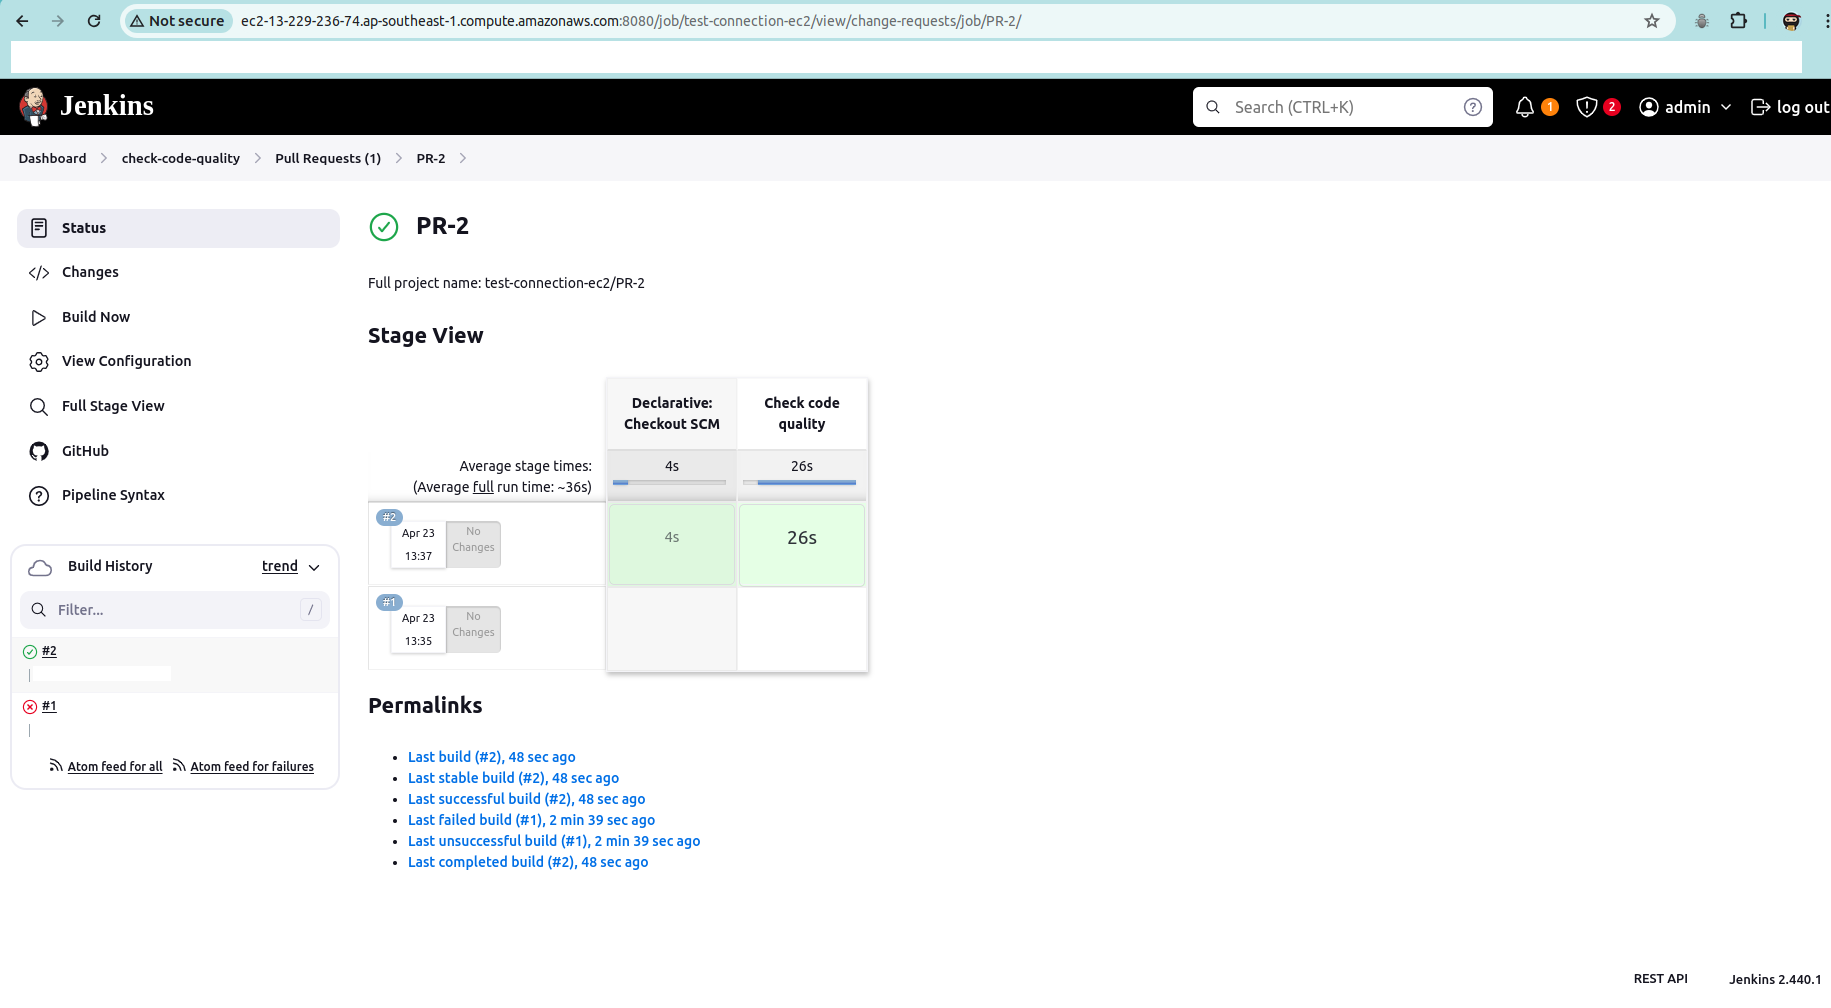 Not secure ec2-13-229-236-74.ap-southeast-1.compute.amazonaws.com:8080/job/test-connection-ec2/view/change-requests/job/PR-2/
Jenkins
Search (CTRL+K) ?
1
2
admin
log out
Dashboard
check-code-quality
Pull Requests (1)
PR-2
Status
Changes
Build Now
View Configuration
Full Stage View
GitHub
Pipeline Syntax
Build History
trend
Filter... /
#2
#1
Atom feed for all
Atom feed for failures
PR-2
Full project name: test-connection-ec2/PR-2
Stage View
Declarative:
Checkout SCM
Check code
quality
Average stage times:
(Average full run time: ~36s)
4s
26s
#2
Apr 23
13:37
No
Changes
4s
26s
#1
Apr 23
13:35
No
Changes
Permalinks
Last build (#2), 48 sec ago
Last stable build (#2), 48 sec ago
Last successful build (#2), 48 sec ago
Last failed build (#1), 2 min 39 sec ago
Last unsuccessful build (#1), 2 min 39 sec ago
Last completed build (#2), 48 sec ago
REST API
Jenkins 2.440.1